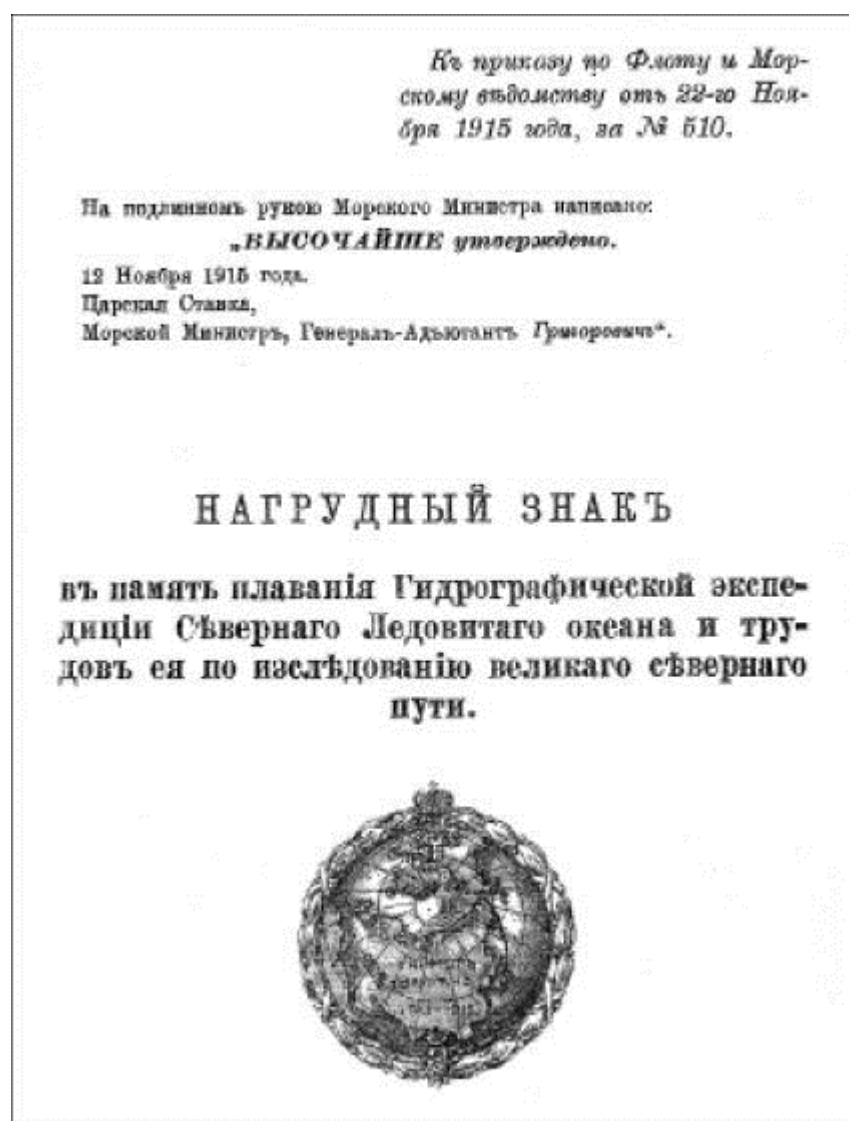 Къ приказу по Флоту и Мор-
скому вѣдомству отъ 22-го Ноя-
бря 1915 года, за № 510.
На подлинномъ рукою Морского Министра написано:
„ВЫСОЧАЙШЕ утверждено.
12 Ноября 1915 года.
Царская Ставка,
Морской Министръ, Генералъ-Адъютантъ Григоровичъ“.
НАГРУДНЫЙ ЗНАКЪ
въ память плаванія Гидрографической экспе-
диціи Сѣвернаго Ледовитаго океана и тру-
довъ ея по изслѣдованію великаго сѣвернаго
пути.